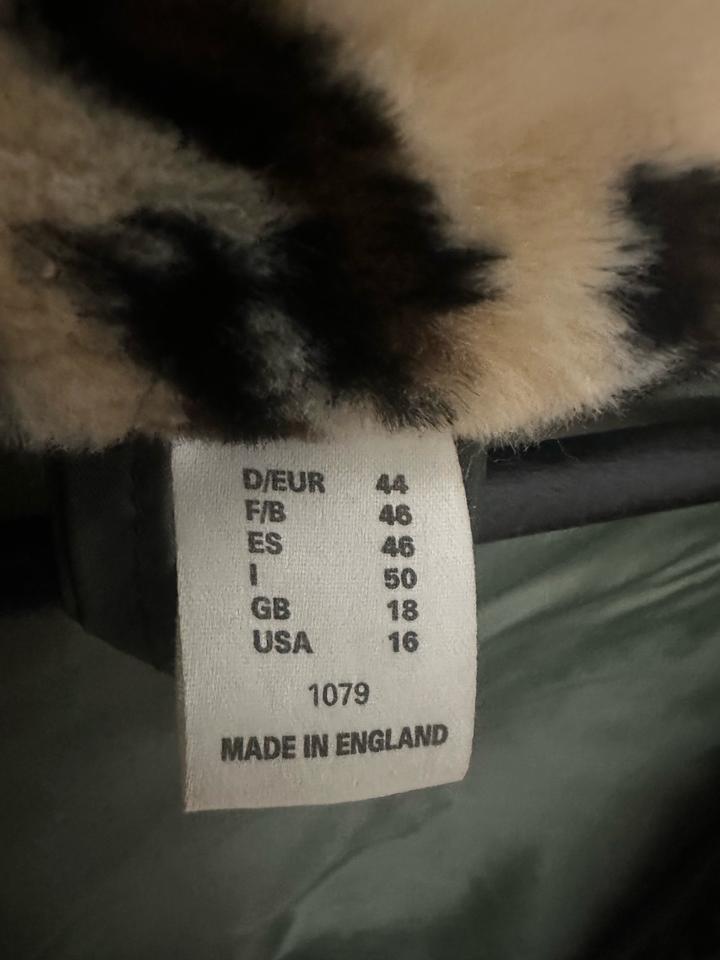 D/EUR 44
F/B 46
ES 46
I 50
GB 18
USA 16
1079
MADE IN ENGLAND